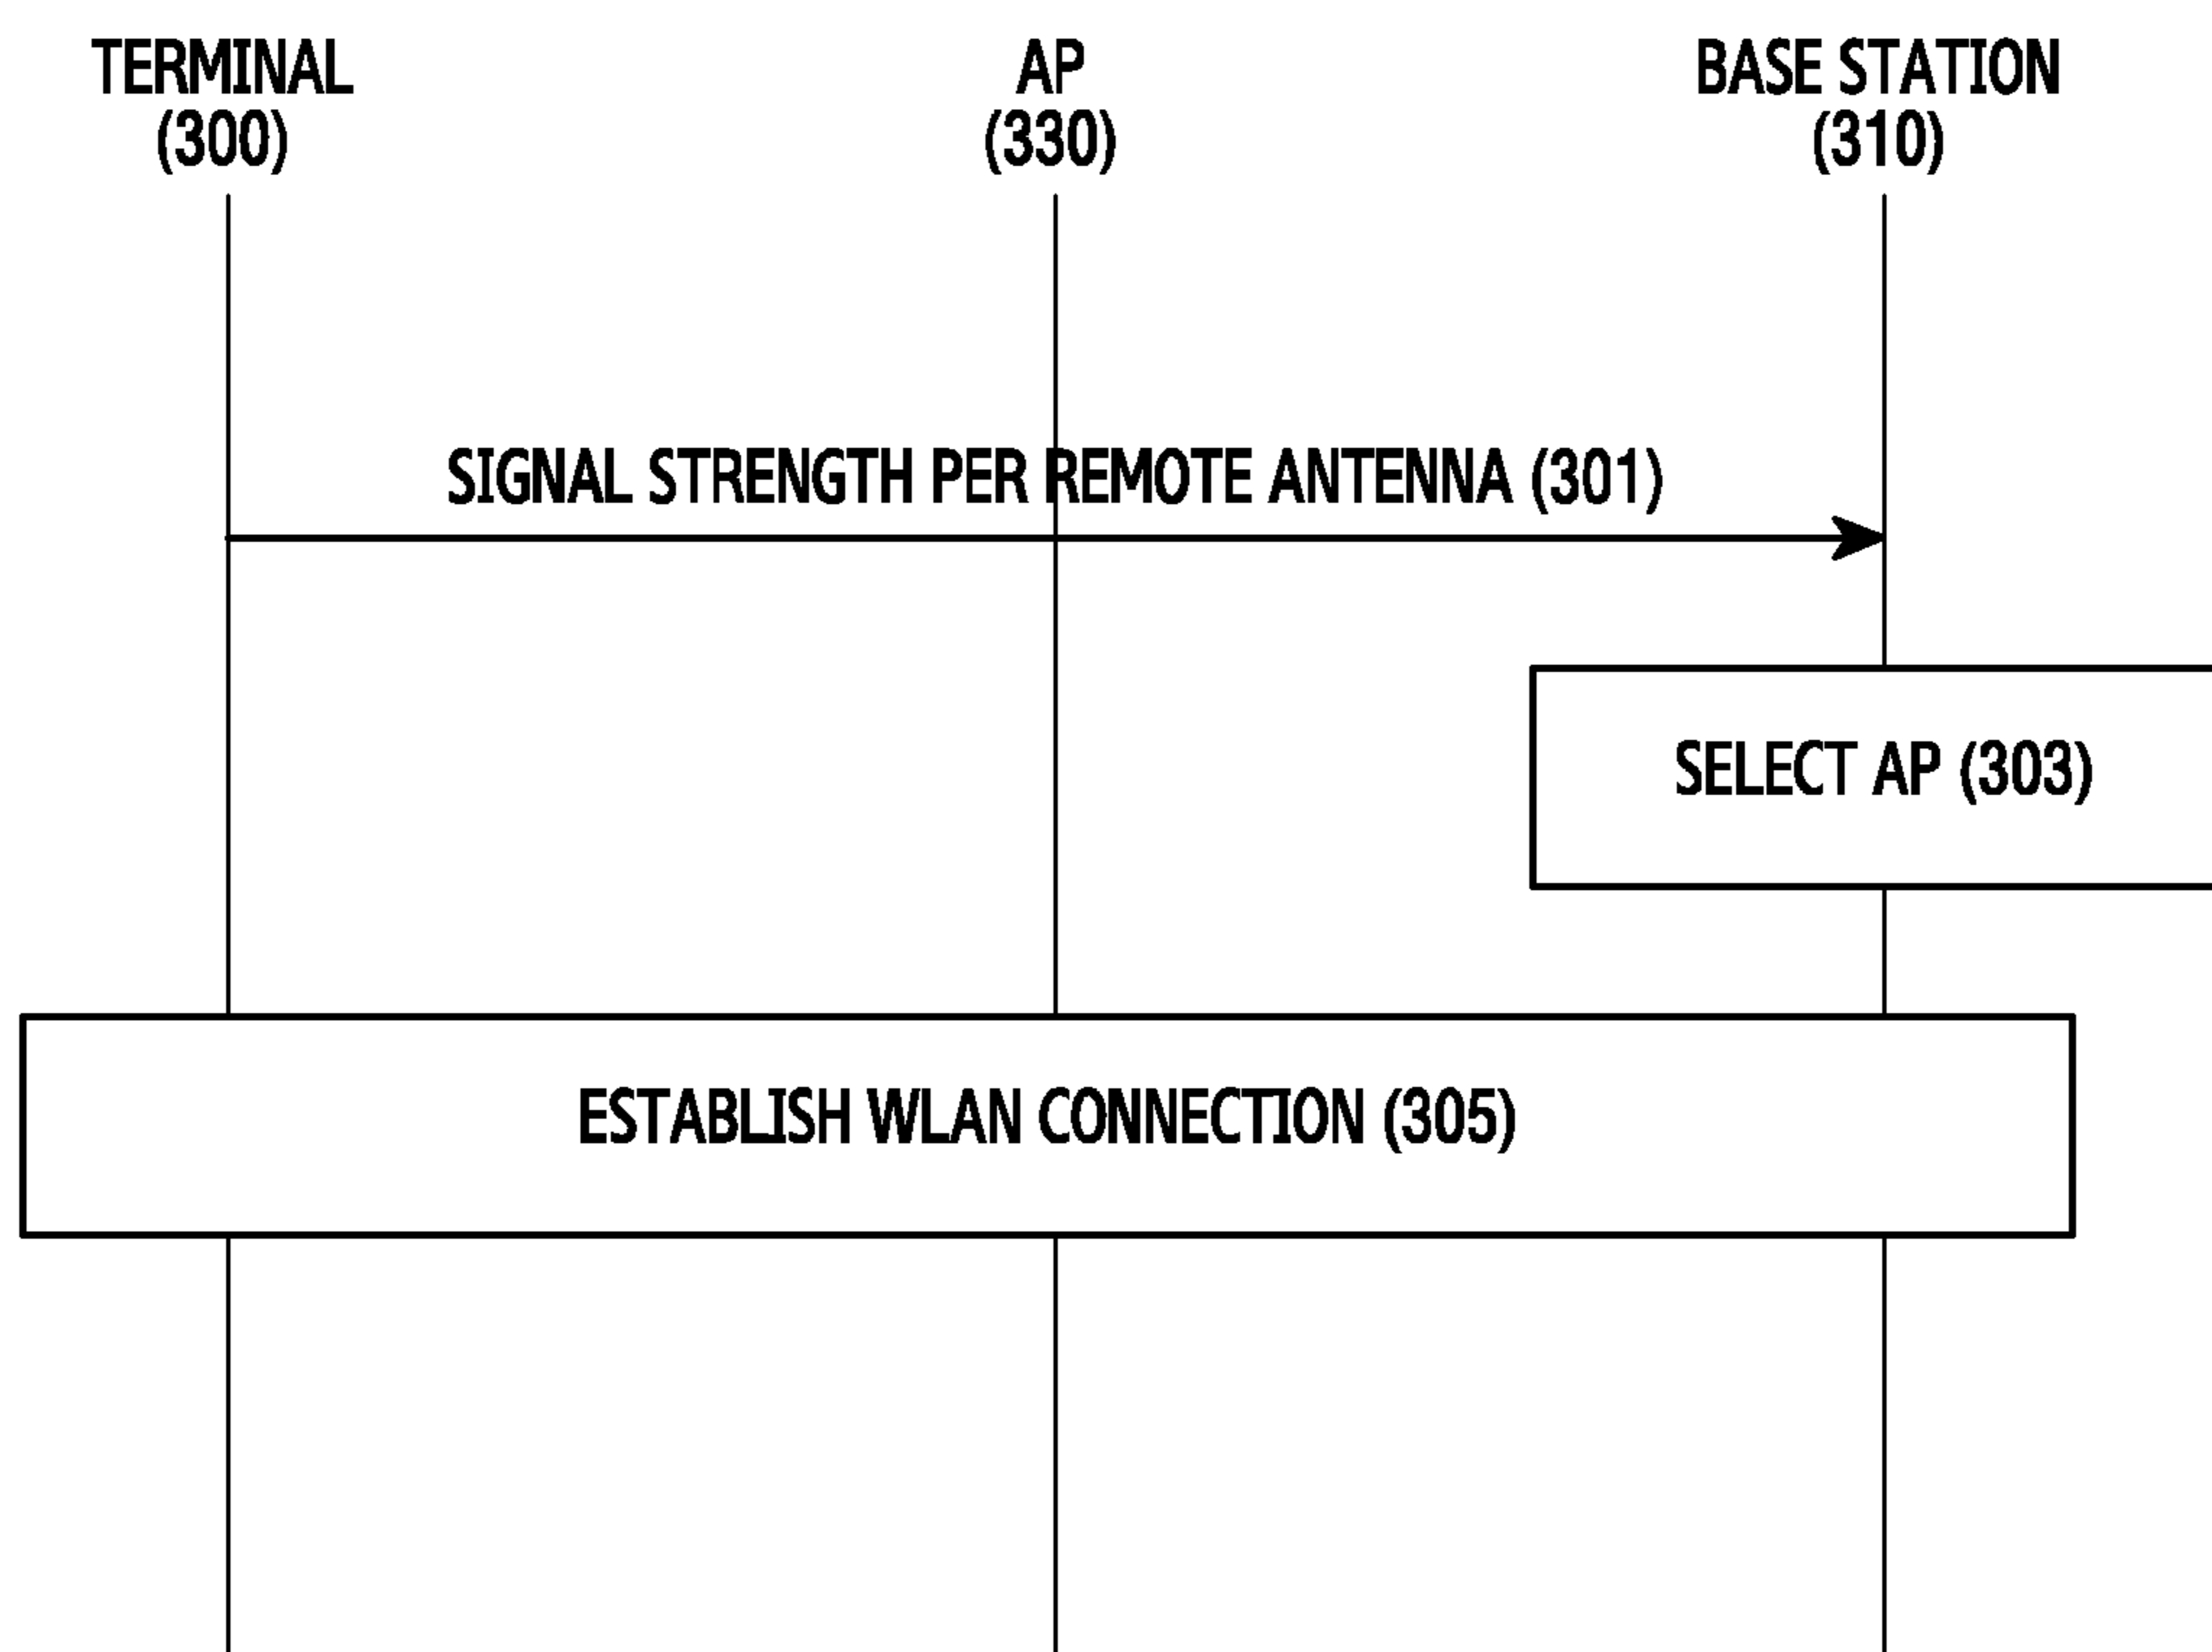 TERMINAL
(300)
AP
(330)
BASE STATION
(310)
SIGNAL STRENGTH PER REMOTE ANTENNA (301)
SELECT AP (303)
ESTABLISH WLAN CONNECTION (305)